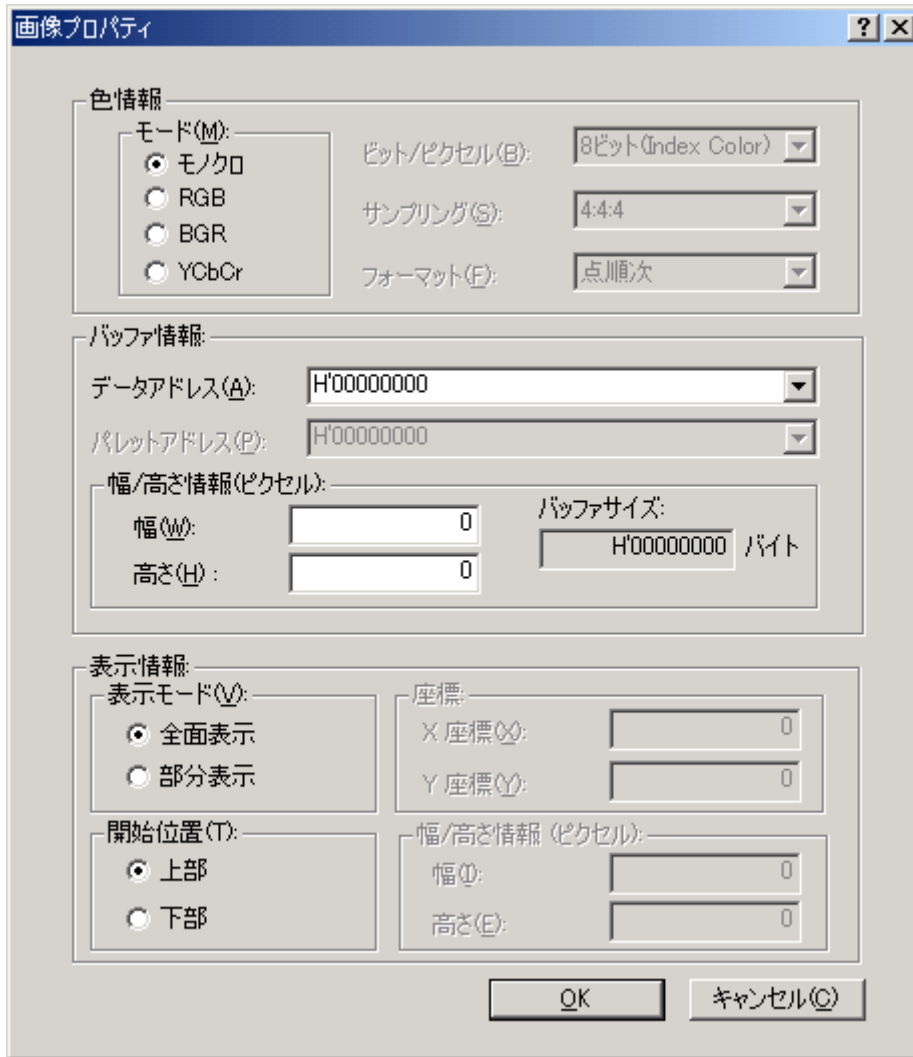 画像プロパティ
色情報
モード(M):
モノクロ
RGB
BGR
YCbCr
ビット/ピクセル(B):
8ビット(Index Color)
サンプリング(S):
4:4:4
フォーマット(F):
点順次
バッファ情報:
データアドレス(A):
H'00000000
パレットアドレス(P):
H'00000000
幅/高さ情報(ピクセル):
幅(W):
0
高さ(H) :
0
バッファサイズ:
H'00000000 バイト
表示情報:
表示モード(V):
全面表示
部分表示
座標:
X 座標(X):
0
Y 座標(Y):
0
開始位置(T):
上部
下部
幅/高さ情報 (ピクセル):
幅(I):
0
高さ(E):
0
OK
キャンセル(C)